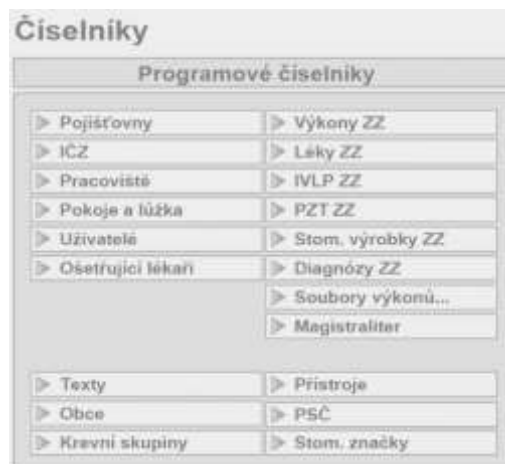 Číselníky
Programové číselníky
Pojišťovny
IČZ
Pracoviště
Pokoje a lůžka
Uživatelé
Ošetřující lékaři
Výkony ZZ
Léky ZZ
IVLP ZZ
PZT ZZ
Stom. výrobky ZZ
Diagnózy ZZ
Soubory výkonů...
Magistraliter
Texty
Obce
Krevní skupiny
Přístroje
PSČ
Stom. značky